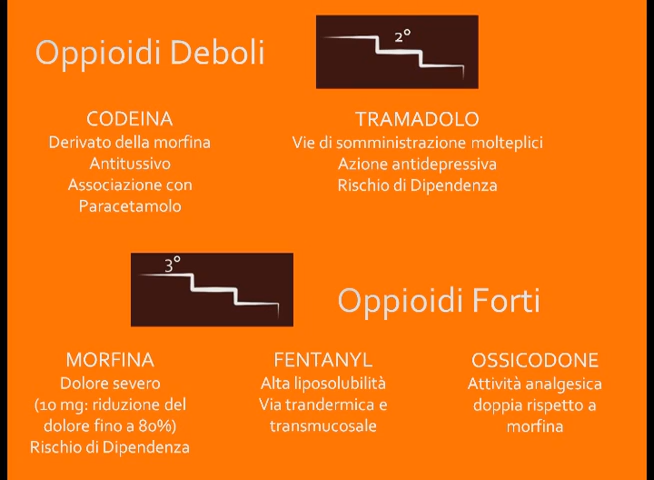 Oppioidi Deboli
2°
CODEINA
Derivato della morfina
Antitussivo
Associazione con
Paracetamolo
TRAMADOLO
Vie di somministrazione molteplici
Azione antidepressiva
Rischio di Dipendenza
3°
Oppioidi Forti
MORFINA
Dolore severo
(10 mg: riduzione del
dolore fino a 80%)
Rischio di Dipendenza
FENTANYL
Alta liposolubilità
Via trandermica e
transmucosale
OSSICODONE
Attività analgesica
doppia rispetto a
morfina